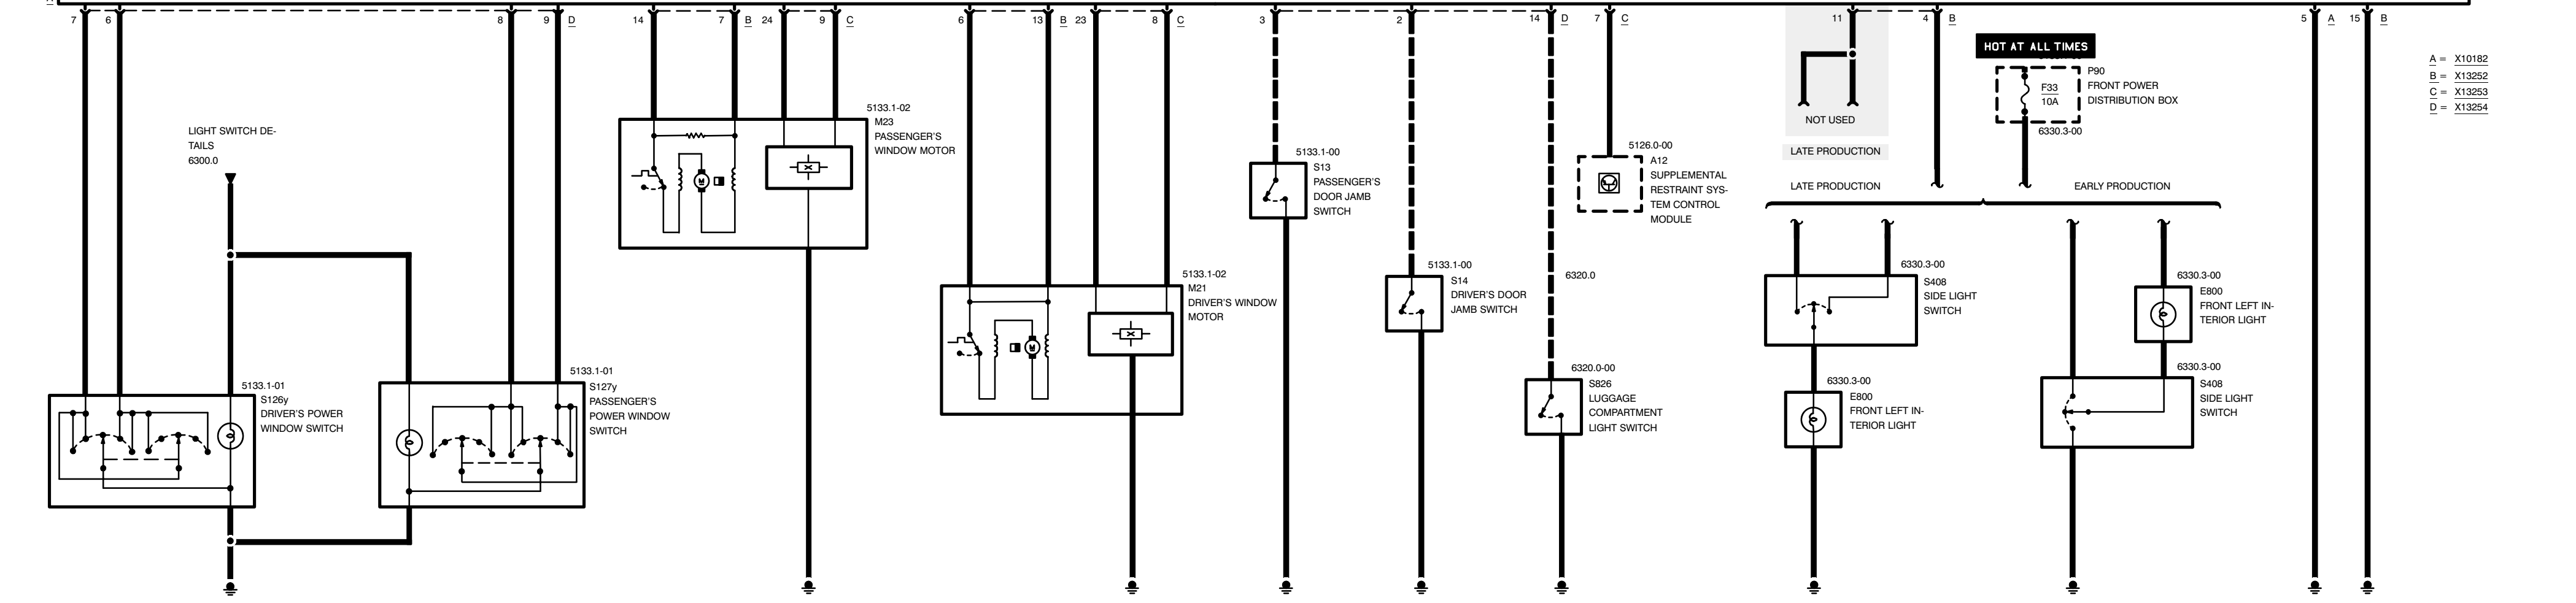 7 6 8 9 D 14 7 B 24 9 C 6 13 B 23 8 C 3 2 14 D 7 C 11 4 B 5 A 15 B
HOT AT ALL TIMES
P90
FRONT POWER
DISTRIBUTION BOX
F33
10A
6330.3-00
A = X10182
B = X13252
C = X13253
D = X13254
LIGHT SWITCH DE-
TAILS
6300.0
5133.1-02
M23
PASSENGER'S
WINDOW MOTOR
M
NOT USED
LATE PRODUCTION
5133.1-00
S13
PASSENGER'S
DOOR JAMB
SWITCH
5126.0-00
A12
SUPPLEMENTAL
RESTRAINT SYS-
TEM CONTROL
MODULE
LATE PRODUCTION
EARLY PRODUCTION
5133.1-02
M21
DRIVER'S WINDOW
MOTOR
M
5133.1-00
S14
DRIVER'S DOOR
JAMB SWITCH
6320.0
6330.3-00
S408
SIDE LIGHT
SWITCH
6330.3-00
E800
FRONT LEFT IN-
TERIOR LIGHT
5133.1-01
S126y
DRIVER'S POWER
WINDOW SWITCH
5133.1-01
S127y
PASSENGER'S
POWER WINDOW
SWITCH
6320.0-00
S826
LUGGAGE
COMPARTMENT
LIGHT SWITCH
6330.3-00
E800
FRONT LEFT IN-
TERIOR LIGHT
6330.3-00
S408
SIDE LIGHT
SWITCH